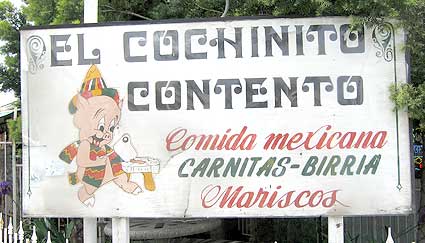 EL COCHINITO
CONTENTO
Comida mexicana
CARNITAS-BIRRIA
Mariscos